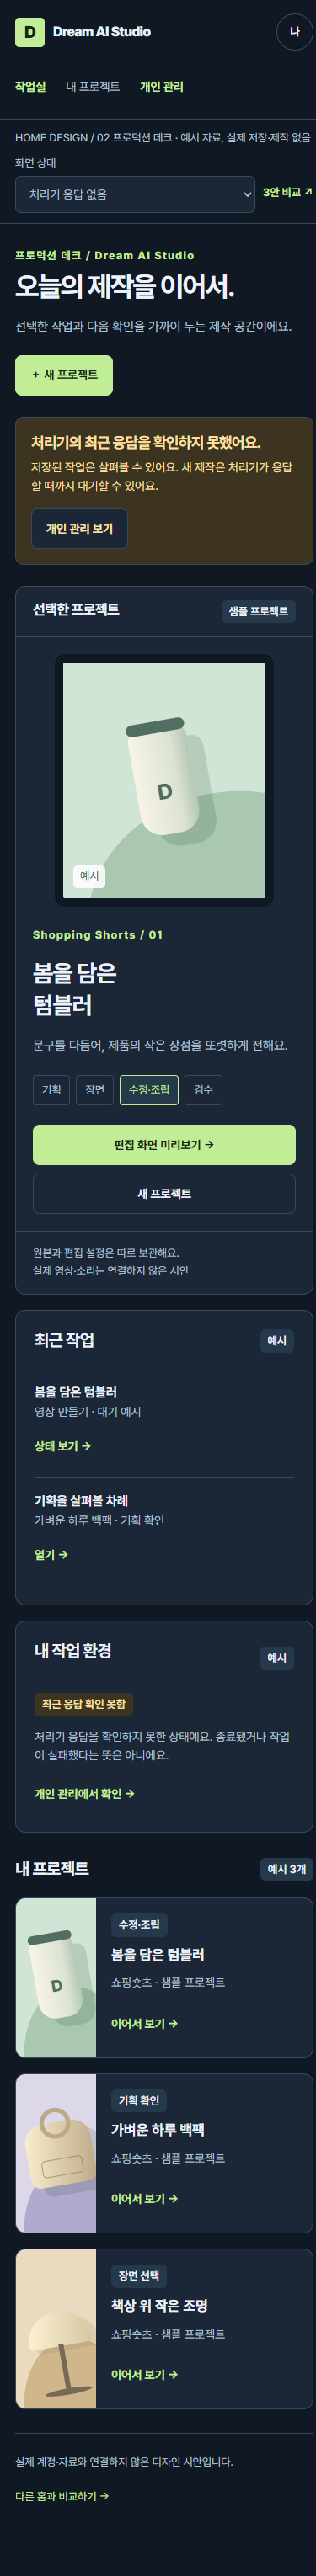 D Dream AI Studio 나
작업실 내 프로젝트 개인 관리
HOME DESIGN / 02 프로덕션 데크 · 예시 자료, 실제 저장·제작 없음
화면 상태
처리기 응답 없음 3안 비교 ↗
프로덕션 데크 / Dream AI Studio
오늘의 제작을 이어서.
선택한 작업과 다음 확인을 가까이 두는 제작 공간이에요.
+ 새 프로젝트
처리기의 최근 응답을 확인하지 못했어요.
저장된 작업은 살펴볼 수 있어요. 새 제작은 처리기가 응답
할 때까지 대기할 수 있어요.
개인 관리 보기
선택한 프로젝트 샘플 프로젝트
D
예시
Shopping Shorts / 01
봄을 담은
텀블러
문구를 다듬어, 제품의 작은 장점을 또렷하게 전해요.
기획 장면 수정·조립 검수
편집 화면 미리보기 →
새 프로젝트
원본과 편집 설정은 따로 보관해요.
실제 영상·소리는 연결하지 않은 시안
최근 작업 예시
봄을 담은 텀블러
영상 만들기 · 대기 예시
상태 보기 →
기획을 살펴볼 차례
가벼운 하루 백팩 · 기획 확인
열기 →
내 작업 환경 예시
최근 응답 확인 못함
처리기 응답을 확인하지 못한 상태예요. 종료됐거나 작업
이 실패했다는 뜻은 아니에요.
개인 관리에서 확인 →
내 프로젝트 예시 3개
D
수정·조립
봄을 담은 텀블러
쇼핑숏츠 · 샘플 프로젝트
이어서 보기 →
기획 확인
가벼운 하루 백팩
쇼핑숏츠 · 샘플 프로젝트
이어서 보기 →
장면 선택
책상 위 작은 조명
쇼핑숏츠 · 샘플 프로젝트
이어서 보기 →
실제 계정·자료와 연결하지 않은 디자인 시안입니다.
다른 홈과 비교하기 →